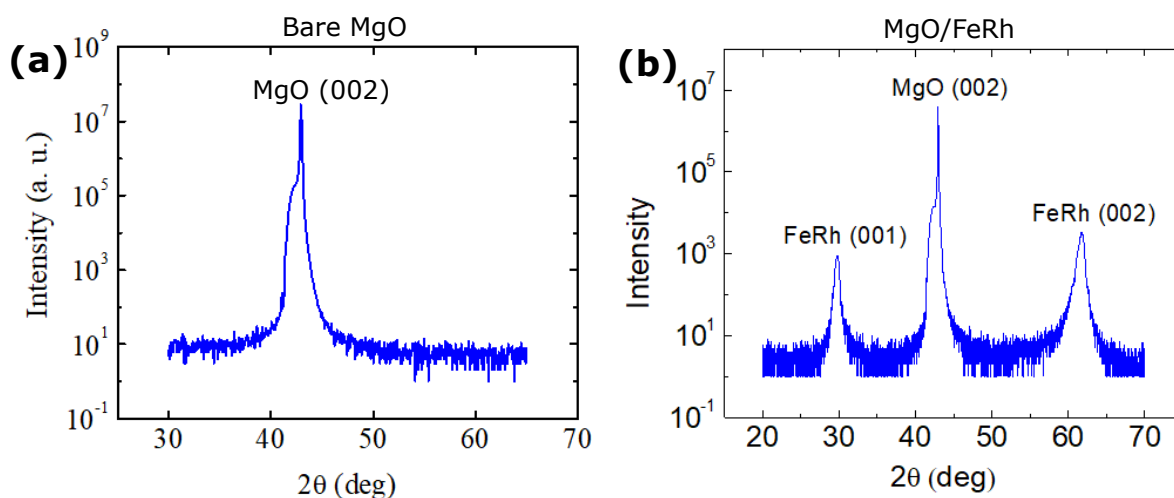 (a)
Bare MgO
MgO (002)
Intensity (a. u.)
10^9
10^7
10^5
10^3
10^1
10^-1
30 40 50 60 70
2θ (deg)
(b)
MgO/FeRh
MgO (002)
FeRh (001)
FeRh (002)
Intensity
10^7
10^5
10^3
10^1
10^-1
20 30 40 50 60 70
2θ (deg)